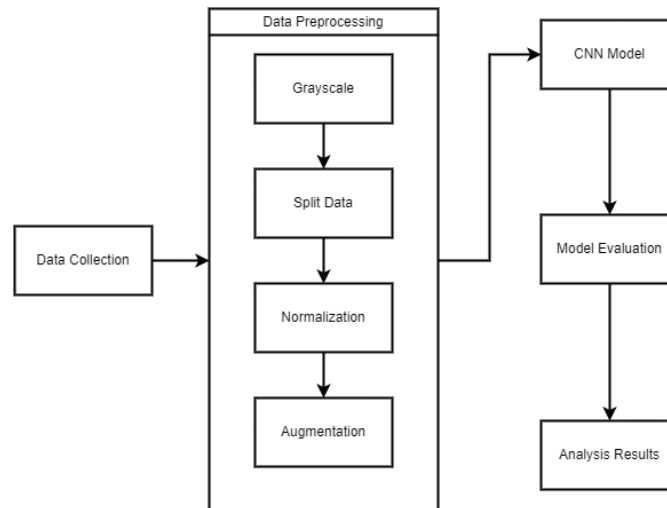 Data Preprocessing
Grayscale
Split Data
Normalization
Augmentation
Data Collection
CNN Model
Model Evaluation
Analysis Results